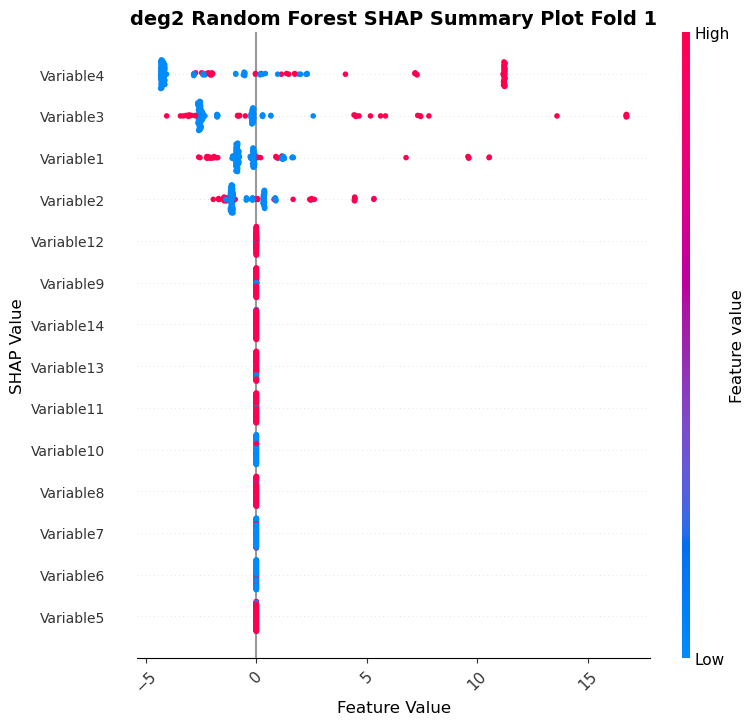 deg2 Random Forest SHAP Summary Plot Fold 1
High
Variable4
Variable3
Variable1
Variable2
Variable12
Variable9
Variable14
Variable13
Variable11
Variable10
Variable8
Variable7
Variable6
Variable5
SHAP Value
Feature value
Low
−5
0
5
10
15
Feature Value